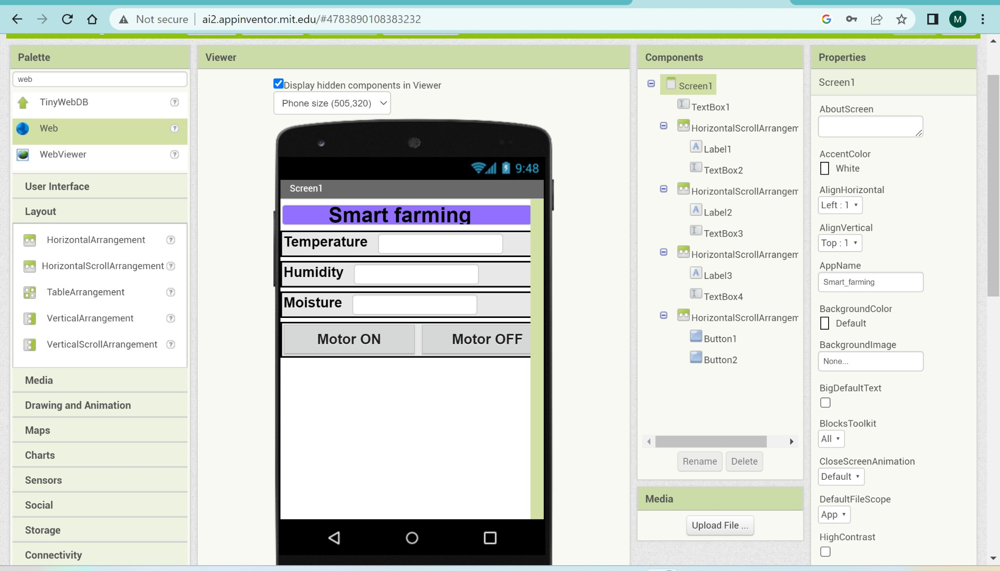 Not secure
ai2.appinventor.mit.edu/#4783890108383232
M
Palette
web
TinyWebDB
?
Web
?
WebViewer
?
User Interface
Layout
HorizontalArrangement
?
HorizontalScrollArrangement
?
TableArrangement
?
VerticalArrangement
?
VerticalScrollArrangement
?
Media
Drawing and Animation
Maps
Charts
Sensors
Social
Storage
Connectivity
Viewer
Display hidden components in Viewer
Phone size (505,320)
9:48
Screen1
Smart farming
Temperature
Humidity
Moisture
Motor ON
Motor OFF
Components
Screen1
TextBox1
HorizontalScrollArrangem
Label1
TextBox2
HorizontalScrollArrangem
Label2
TextBox3
HorizontalScrollArrangem
Label3
TextBox4
HorizontalScrollArrangem
Button1
Button2
Rename
Delete
Media
Upload File ...
Properties
Screen1
AboutScreen
AccentColor
White
AlignHorizontal
Left : 1
AlignVertical
Top : 1
AppName
Smart_farming
BackgroundColor
Default
BackgroundImage
None...
BigDefaultText
BlocksToolkit
All
CloseScreenAnimation
Default
DefaultFileScope
App
HighContrast